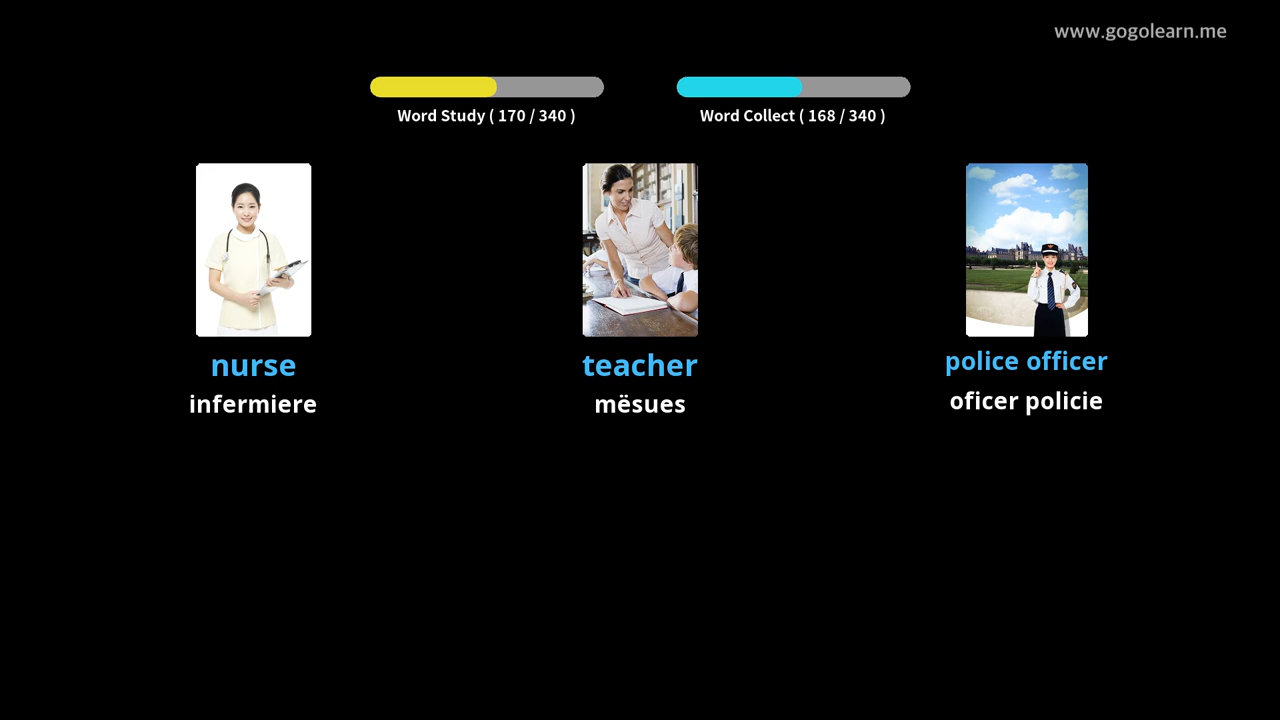 www.gogolearn.me
Word Study ( 170 / 340 )
Word Collect ( 168 / 340 )
nurse
infermiere
teacher
mësues
police officer
oficer policie